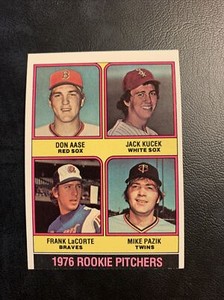 DON AASE
RED SOX
JACK KUCEK
WHITE SOX
FRANK LaCORTE
BRAVES
MIKE PAZIK
TWINS
1976 ROOKIE PITCHERS